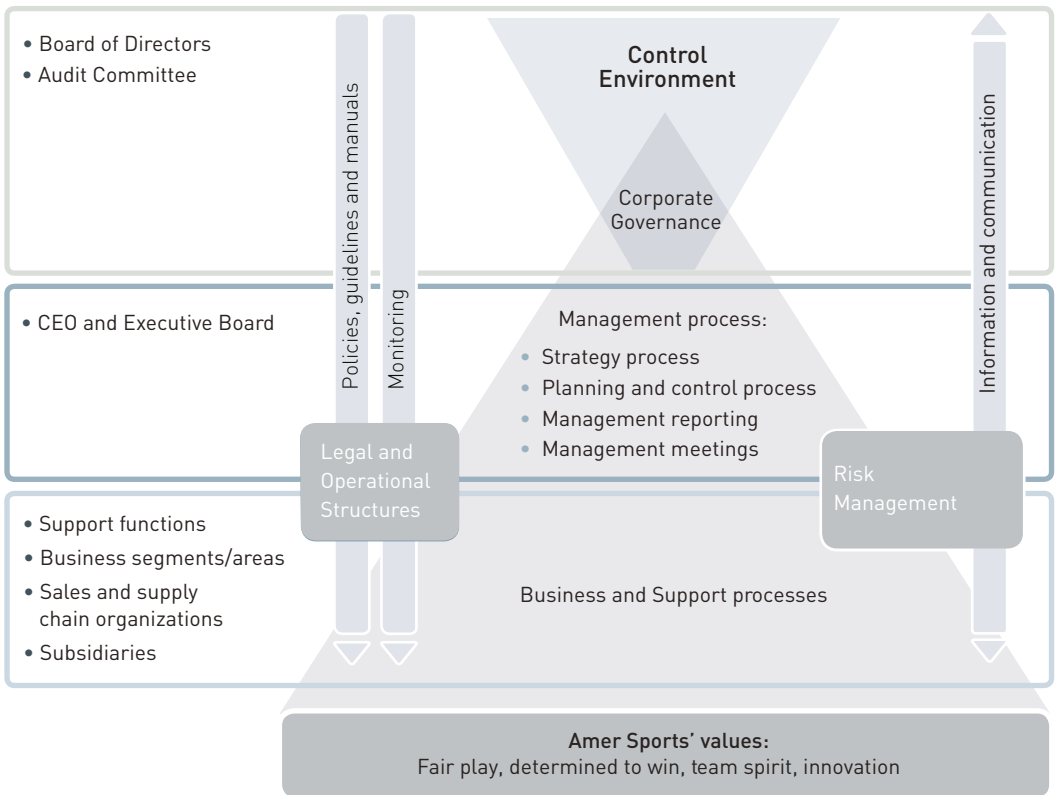 • Board of Directors
• Audit Committee
Policies, guidelines and manuals
Monitoring
Control
Environment
Corporate
Governance
Information and communication
• CEO and Executive Board
Management process:
• Strategy process
• Planning and control process
• Management reporting
• Management meetings
Legal and
Operational
Structures
Risk
Management
• Support functions
• Business segments/areas
• Sales and supply
chain organizations
• Subsidiaries
Business and Support processes
Amer Sports’ values:
Fair play, determined to win, team spirit, innovation